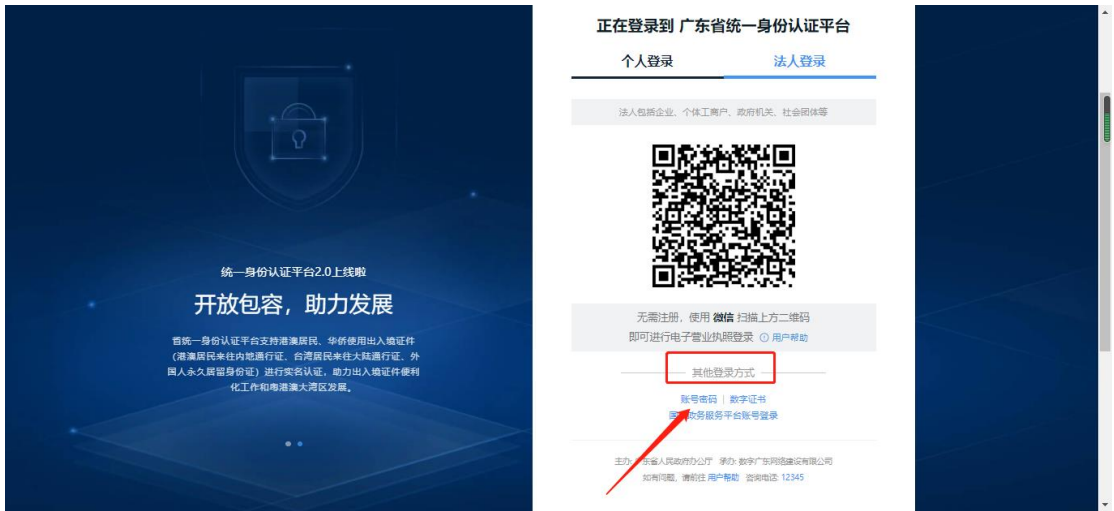 统一身份认证平台2.0上线啦
开放包容，助力发展
省统一身份认证平台支持港澳居民、华侨使用出入境证件
（港澳居民来往内地通行证、台湾居民来往大陆通行证、外
国人永久居留身份证）进行实名认证，助力出入境证件便利
化工作和粤港澳大湾区发展。
正在登录到 广东省统一身份认证平台
个人登录 法人登录
法人包括企业、个体工商户、政府机关、社会团体等
无需注册，使用 微信 扫描上方二维码
即可进行电子营业执照登录 用户帮助
其他登录方式
账号密码 | 数字证书
政务服务平台账号登录
主办: 东省人民政府办公厅 承办: 数字广东网络建设有限公司
如有问题，请前往 用户帮助 咨询电话: 12345